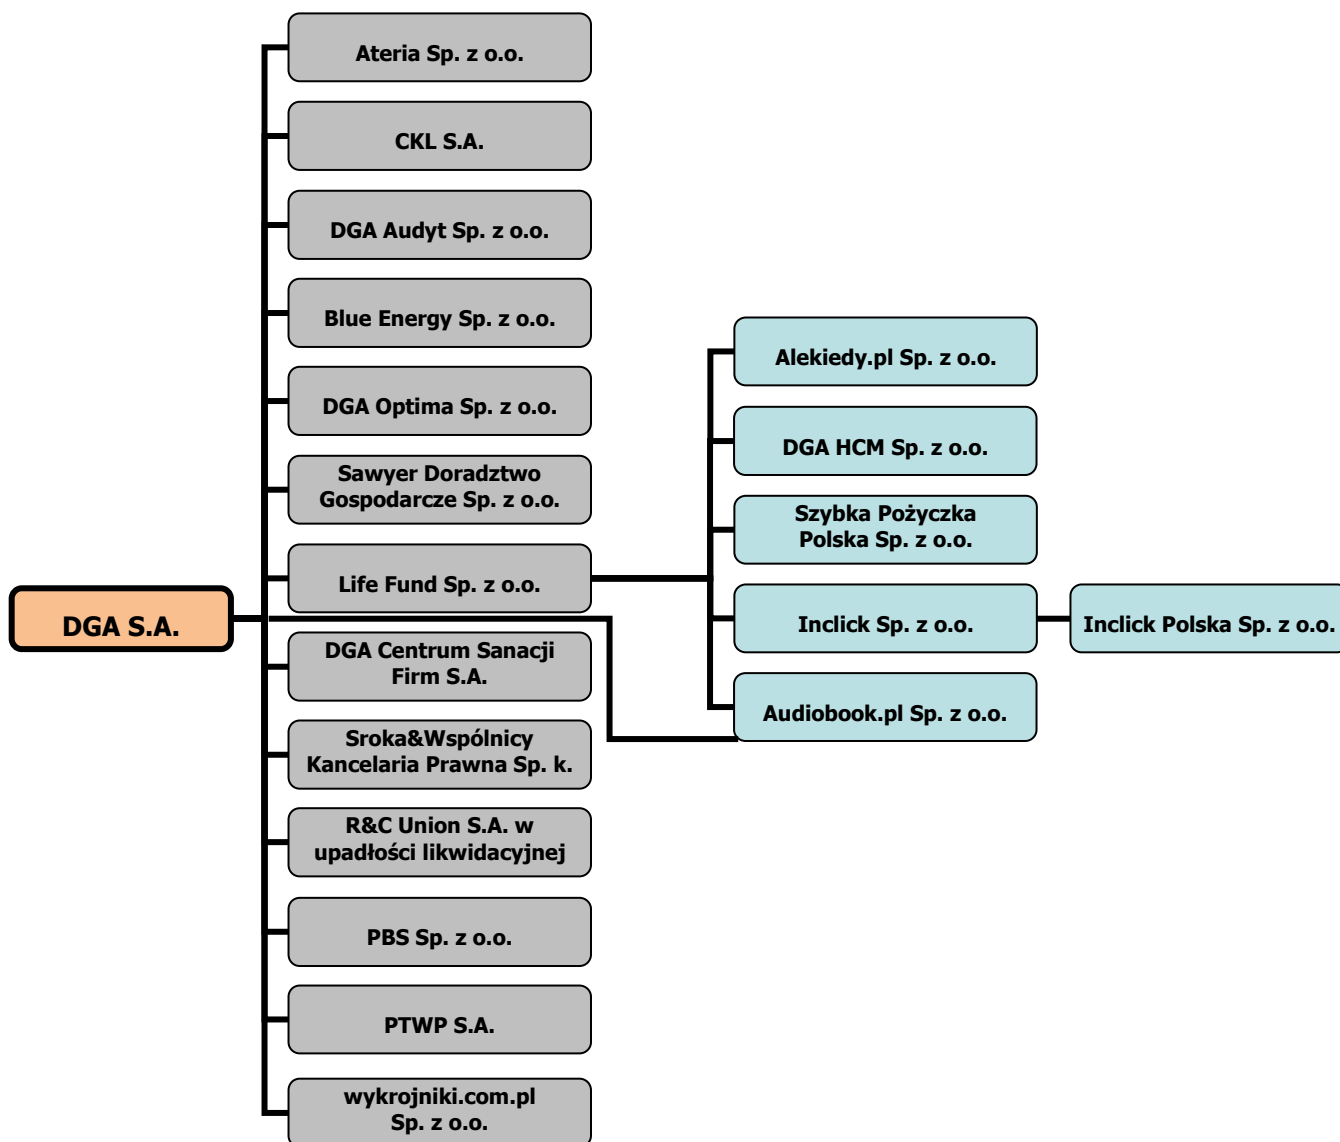 Ateria Sp. z o.o.
CKL S.A.
DGA Audyt Sp. z o.o.
Blue Energy Sp. z o.o.
DGA Optima Sp. z o.o.
Sawyer Doradztwo
Gospodarcze Sp. z o.o.
Life Fund Sp. z o.o.
DGA S.A.
DGA Centrum Sanacji
Firm S.A.
Sroka&Wspólnicy
Kancelaria Prawna Sp. k.
R&C Union S.A. w
upadłości likwidacyjnej
PBS Sp. z o.o.
PTWP S.A.
wykrojniki.com.pl
Sp. z o.o.
Alekiedy.pl Sp. z o.o.
DGA HCM Sp. z o.o.
Szybka Pożyczka
Polska Sp. z o.o.
Inclick Sp. z o.o.
Inclick Polska Sp. z o.o.
Audiobook.pl Sp. z o.o.